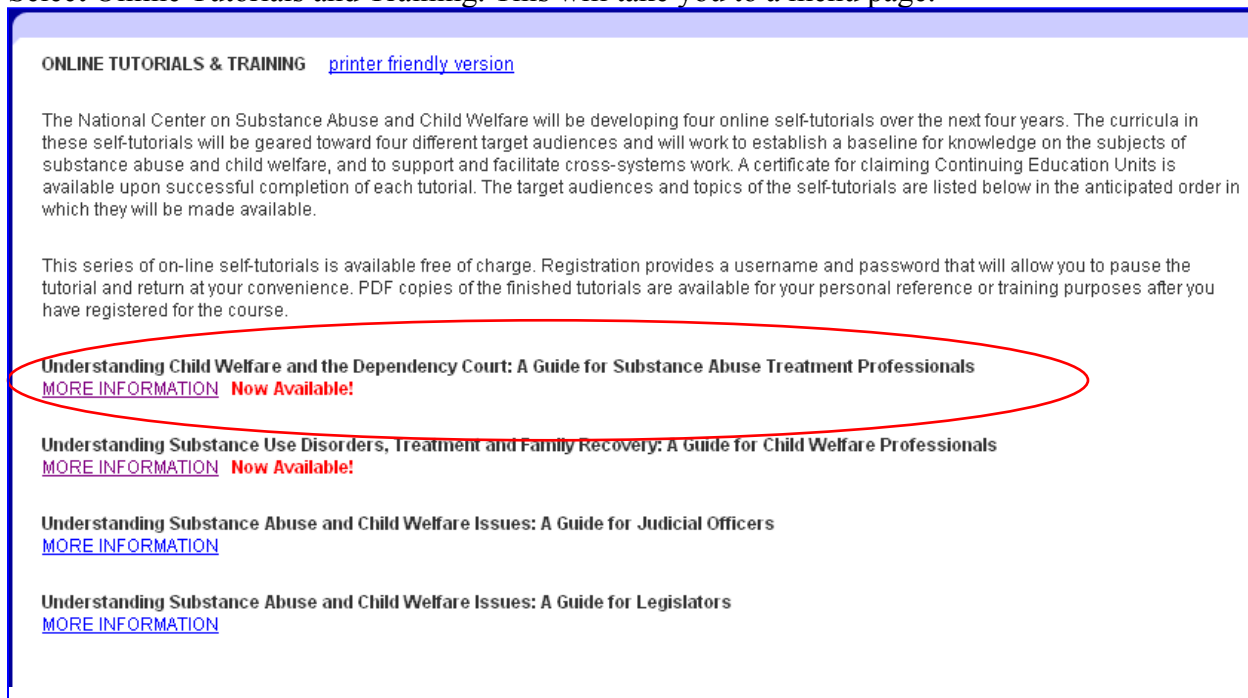 Select Online Tutorials and Training. This will take you to a menu page.
ONLINE TUTORIALS & TRAINING printer friendly version
The National Center on Substance Abuse and Child Welfare will be developing four online self-tutorials over the next four years. The curricula in
these self-tutorials will be geared toward four different target audiences and will work to establish a baseline for knowledge on the subjects of
substance abuse and child welfare, and to support and facilitate cross-systems work. A certificate for claiming Continuing Education Units is
available upon successful completion of each tutorial. The target audiences and topics of the self-tutorials are listed below in the anticipated order in
which they will be made available.
This series of on-line self-tutorials is available free of charge. Registration provides a username and password that will allow you to pause the
tutorial and return at your convenience. PDF copies of the finished tutorials are available for your personal reference or training purposes after you
have registered for the course.
Understanding Child Welfare and the Dependency Court: A Guide for Substance Abuse Treatment Professionals
MORE INFORMATION Now Available!
Understanding Substance Use Disorders, Treatment and Family Recovery: A Guide for Child Welfare Professionals
MORE INFORMATION Now Available!
Understanding Substance Abuse and Child Welfare Issues: A Guide for Judicial Officers
MORE INFORMATION
Understanding Substance Abuse and Child Welfare Issues: A Guide for Legislators
MORE INFORMATION